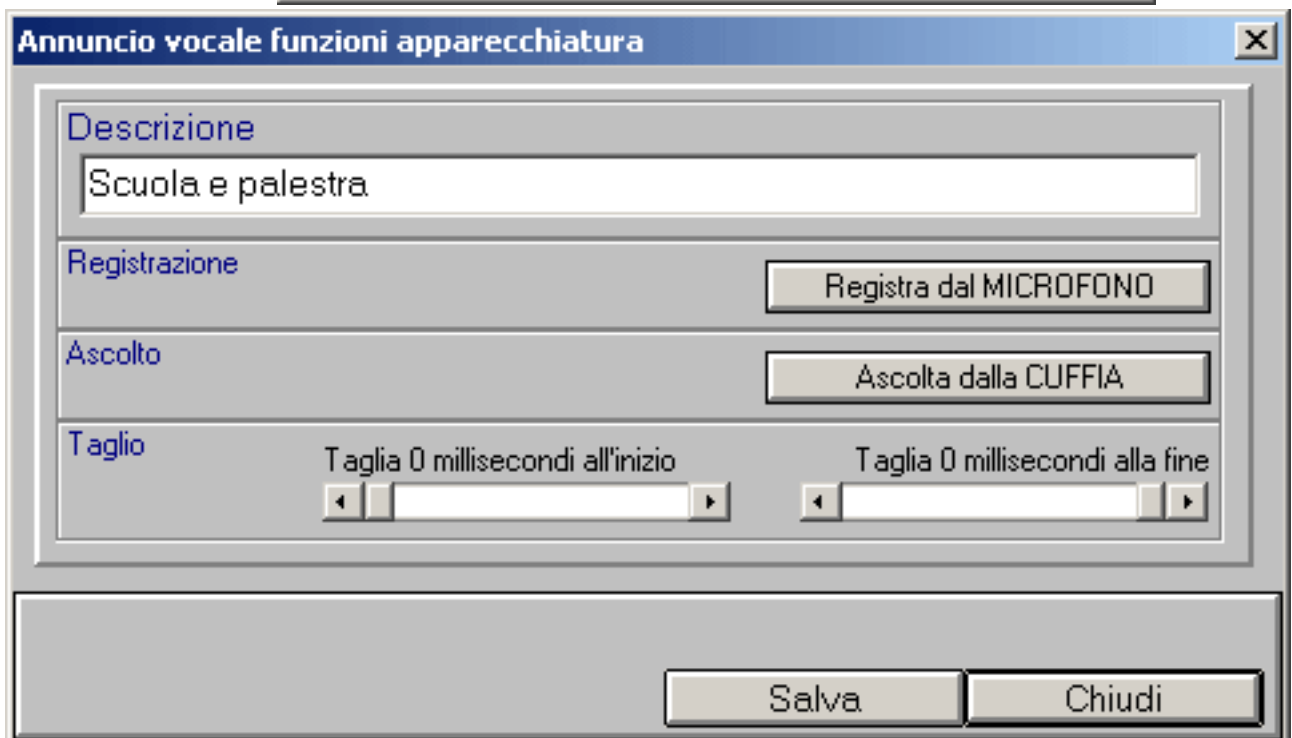 Annuncio vocale funzioni apparecchiatura
Descrizione
Scuola e palestra
Registrazione
Registra dal MICROFONO
Ascolto
Ascolta dalla CUFFIA
Taglio
Taglia 0 millisecondi all'inizio
Taglia 0 millisecondi alla fine
Salva
Chiudi